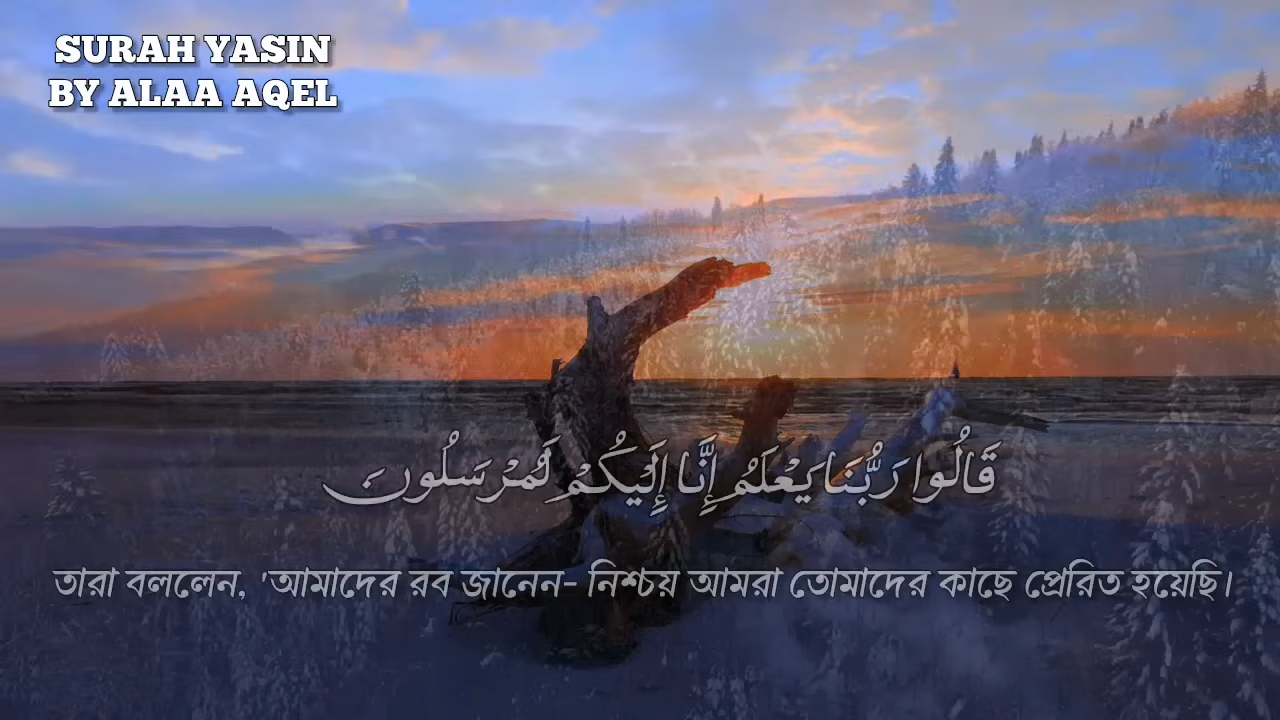 SURAH YASIN
BY ALAA AQEL
قَالُوا رَبُّنَا يَعْلَمُ إِنَّا إِلَيْكُمْ لَمُرْسَلُونَ
তারা বললেন, 'আমাদের রব জানেন- নিশ্চয় আমরা তোমাদের কাছে প্রেরিত হয়েছি।